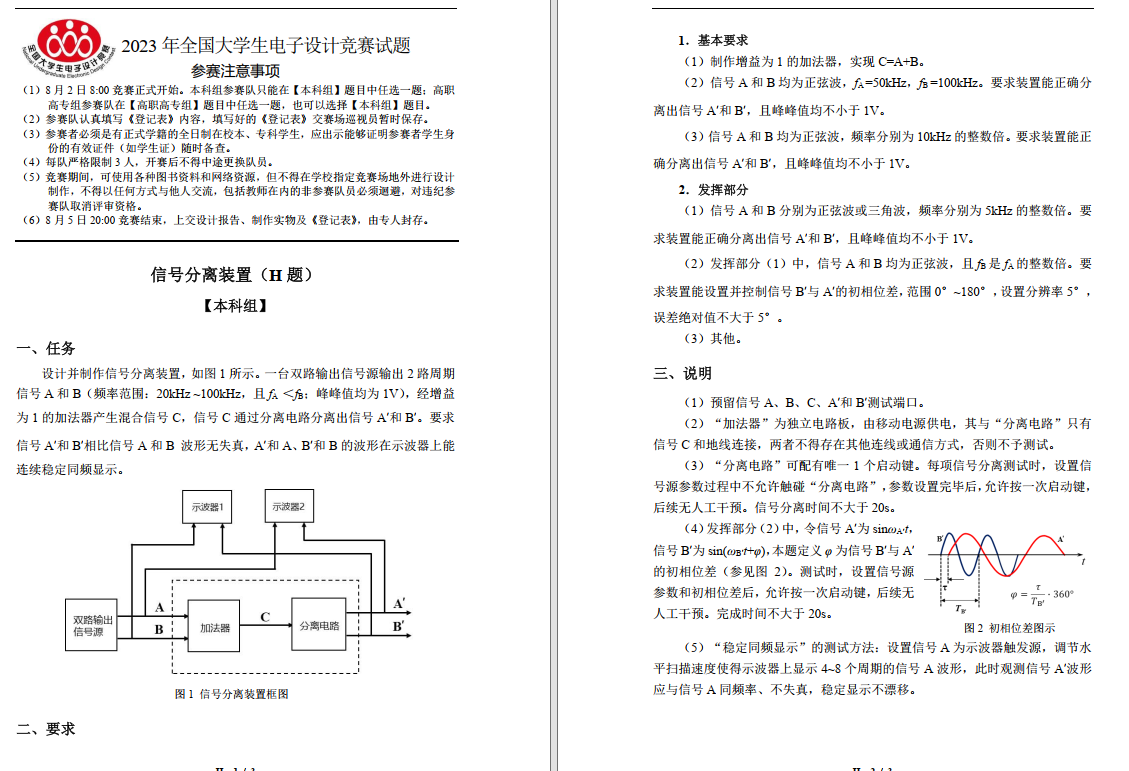 2023 年全国大学生电子设计竞赛试题
参赛注意事项
（1）8 月 2 日 8:00 竞赛正式开始。本科组参赛队只能在【本科组】题目中任选一题；高职
高专组参赛队在【高职高专组】题目中任选一题，也可以选择【本科组】题目。
（2）参赛队认真填写《登记表》内容，填写好的《登记表》交赛场巡视员暂时保存。
（3）参赛者必须是有正式学籍的全日制在校本、专科学生，应出示能够证明参赛者学生身
份的有效证件（如学生证）随时备查。
（4）每队严格限制 3 人，开赛后不得中途更换队员。
（5）竞赛期间，可使用各种图书资料和网络资源，但不得在学校指定竞赛场地外进行设计
制作，不得以任何方式与他人交流，包括教师在内的非参赛队员必须迴避，对违纪参
赛队取消评审资格。
（6）8 月 5 日 20:00 竞赛结束，上交设计报告、制作实物及《登记表》，由专人封存。
信号分离装置（H 题）
【本科组】
一、任务
设计并制作信号分离装置，如图 1 所示。一台双路输出信号源输出 2 路周期
信号 A 和 B（频率范围：20kHz ~100kHz，且 fA ＜fB；峰峰值均为 1V），经增益
为 1 的加法器产生混合信号 C，信号 C 通过分离电路分离出信号 A′和 B′。要求
信号 A′和 B′相比信号 A 和 B 波形无失真，A′和 A、B′和 B 的波形在示波器上能
连续稳定同频显示。
示波器1
示波器2
双路输出
信号源
A
B
加法器
C
分离电路
A′
B′
图 1 信号分离装置框图
二、要求
1．基本要求
（1）制作增益为 1 的加法器，实现 C=A+B。
（2）信号 A 和 B 均为正弦波，fA=50kHz，fB =100kHz。要求装置能正确分
离出信号 A′和 B′，且峰峰值均不小于 1V。
（3）信号 A 和 B 均为正弦波，频率分别为 10kHz 的整数倍。要求装置能正
确分离出信号 A′和 B′，且峰峰值均不小于 1V。
2．发挥部分
（1）信号 A 和 B 分别为正弦波或三角波，频率分别为 5kHz 的整数倍。要
求装置能正确分离出信号 A′和 B′，且峰峰值均不小于 1V。
（2）发挥部分（1）中，信号 A 和 B 均为正弦波，且 fB 是 fA 的整数倍。要
求装置能设置并控制信号 B′与 A′的初相位差，范围 0°~180°，设置分辨率 5°，
误差绝对值不大于 5°。
（3）其他。
三、说明
（1）预留信号 A、B、C、A′和 B′测试端口。
（2）“加法器”为独立电路板，由移动电源供电，其与“分离电路”只有
信号 C 和地线连接，两者不得存在其他连线或通信方式，否则不予测试。
（3）“分离电路”可配有唯一 1 个启动键。每项信号分离测试时，设置信
号源参数过程中不允许触碰“分离电路”，参数设置完毕后，允许按一次启动键，
后续无人工干预。信号分离时间不大于 20s。
（4）发挥部分（2）中，令信号 A′为 sinωA′t，
信号 B′为 sin(ωB′t+φ)，本题定义 φ 为信号 B′与 A′
的初相位差（参见图 2）。测试时，设置信号源
参数和初相位差后，允许按一次启动键，后续无
人工干预。完成时间不大于 20s。
B′
A′
t
τ
TB′
φ = τ/TB′ · 360°
图 2 初相位差图示
（5）“稳定同频显示”的测试方法：设置信号 A 为示波器触发源，调节水
平扫描速度使得示波器上显示 4~8 个周期的信号 A 波形，此时观测信号 A′波形
应与信号 A 同频率、不失真，稳定显示不漂移。